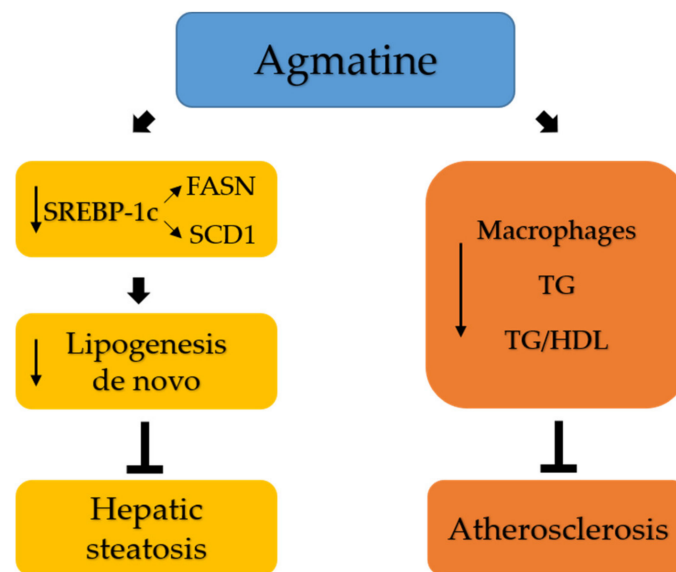 Agmatine
FASN
SREBP-1c
SCD1
Lipogenesis
de novo
Hepatic
steatosis
Macrophages
TG
TG/HDL
Atherosclerosis